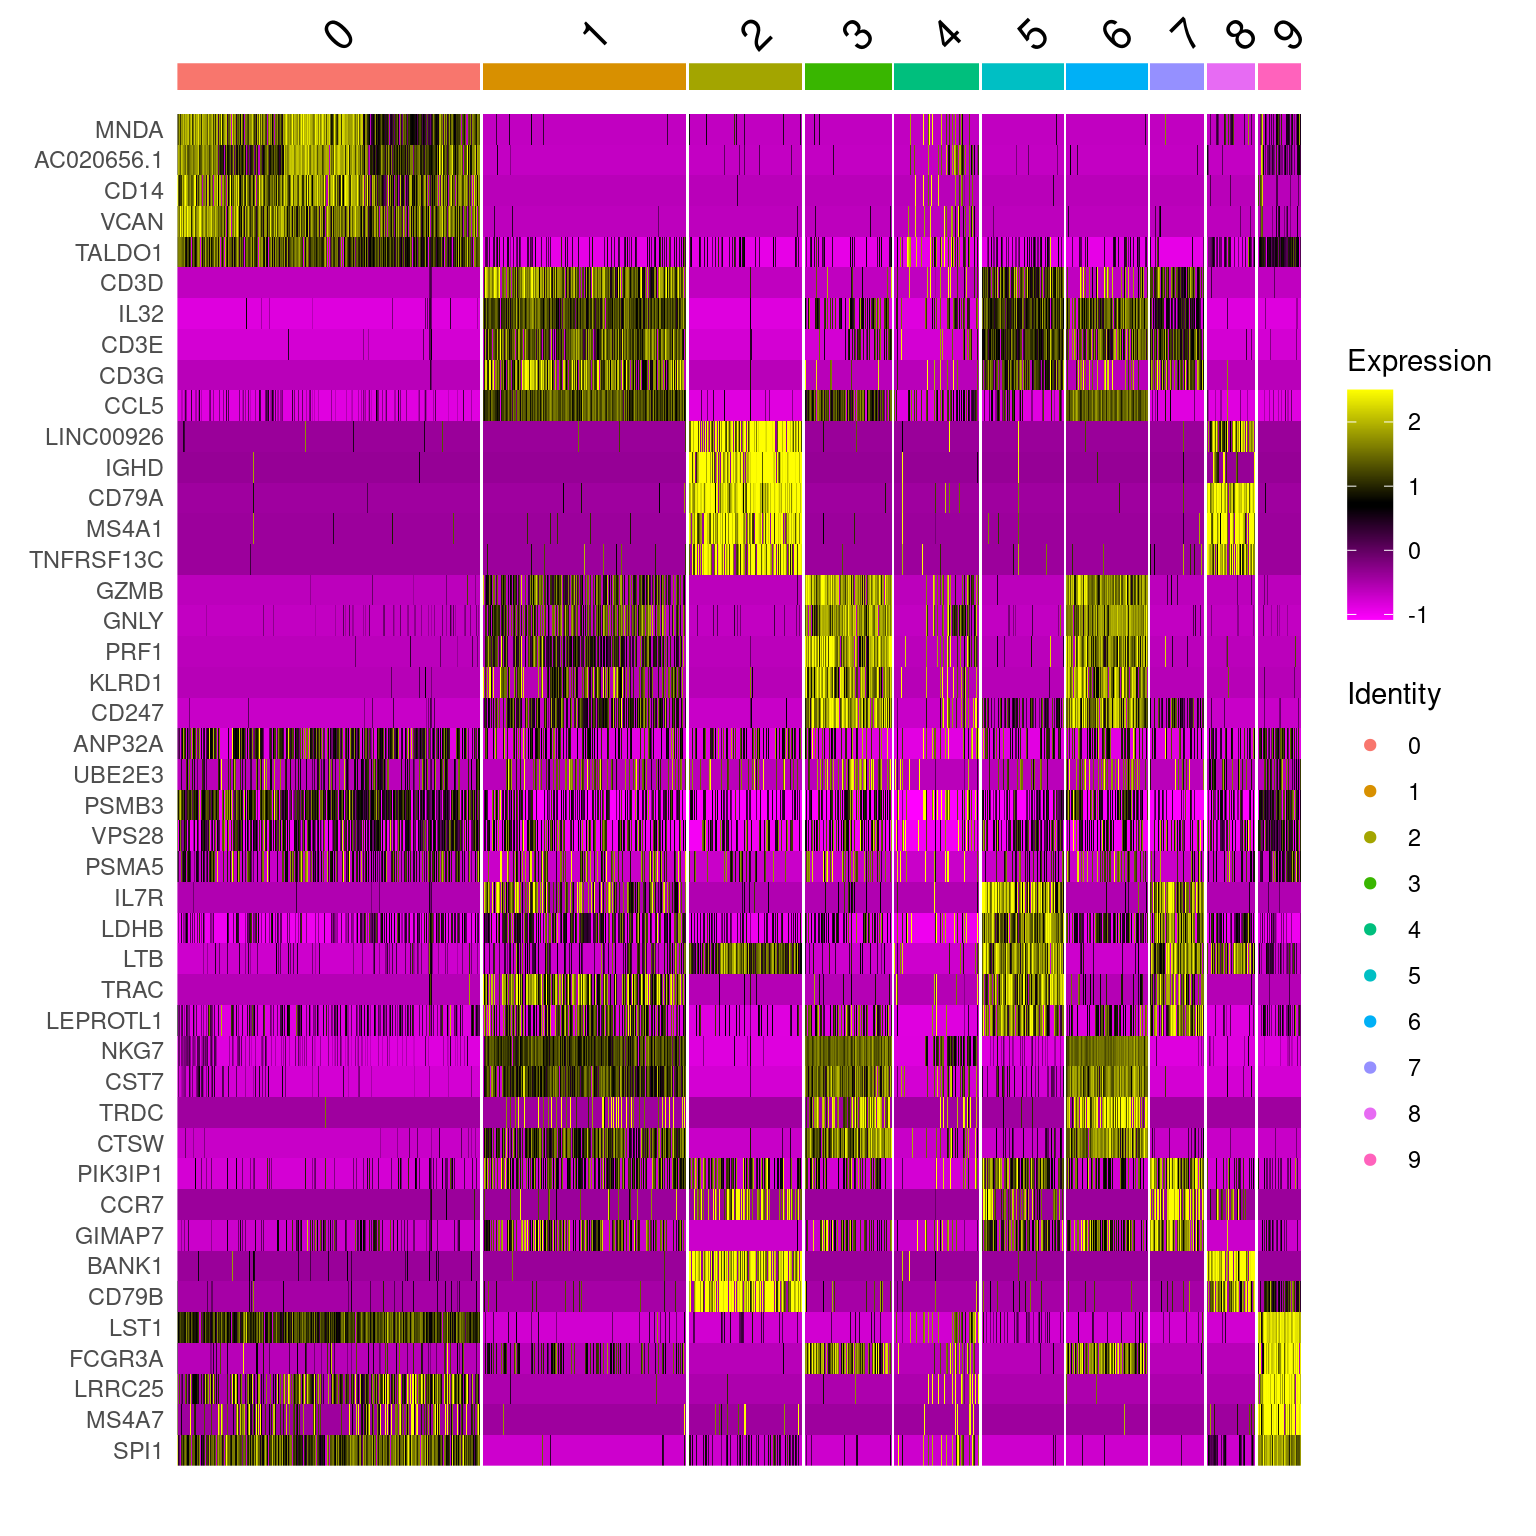 0 1 2 3 4 5 6 7 8 9
MNDA
AC020656.1
CD14
VCAN
TALDO1
CD3D
IL32
CD3E
CD3G
CCL5
LINC00926
IGHD
CD79A
MS4A1
TNFRSF13C
GZMB
GNLY
PRF1
KLRD1
CD247
ANP32A
UBE2E3
PSMB3
VPS28
PSMA5
IL7R
LDHB
LTB
TRAC
LEPROTL1
NKG7
CST7
TRDC
CTSW
PIK3IP1
CCR7
GIMAP7
BANK1
CD79B
LST1
FCGR3A
LRRC25
MS4A7
SPI1
Expression
2
1
0
-1
Identity
0
1
2
3
4
5
6
7
8
9